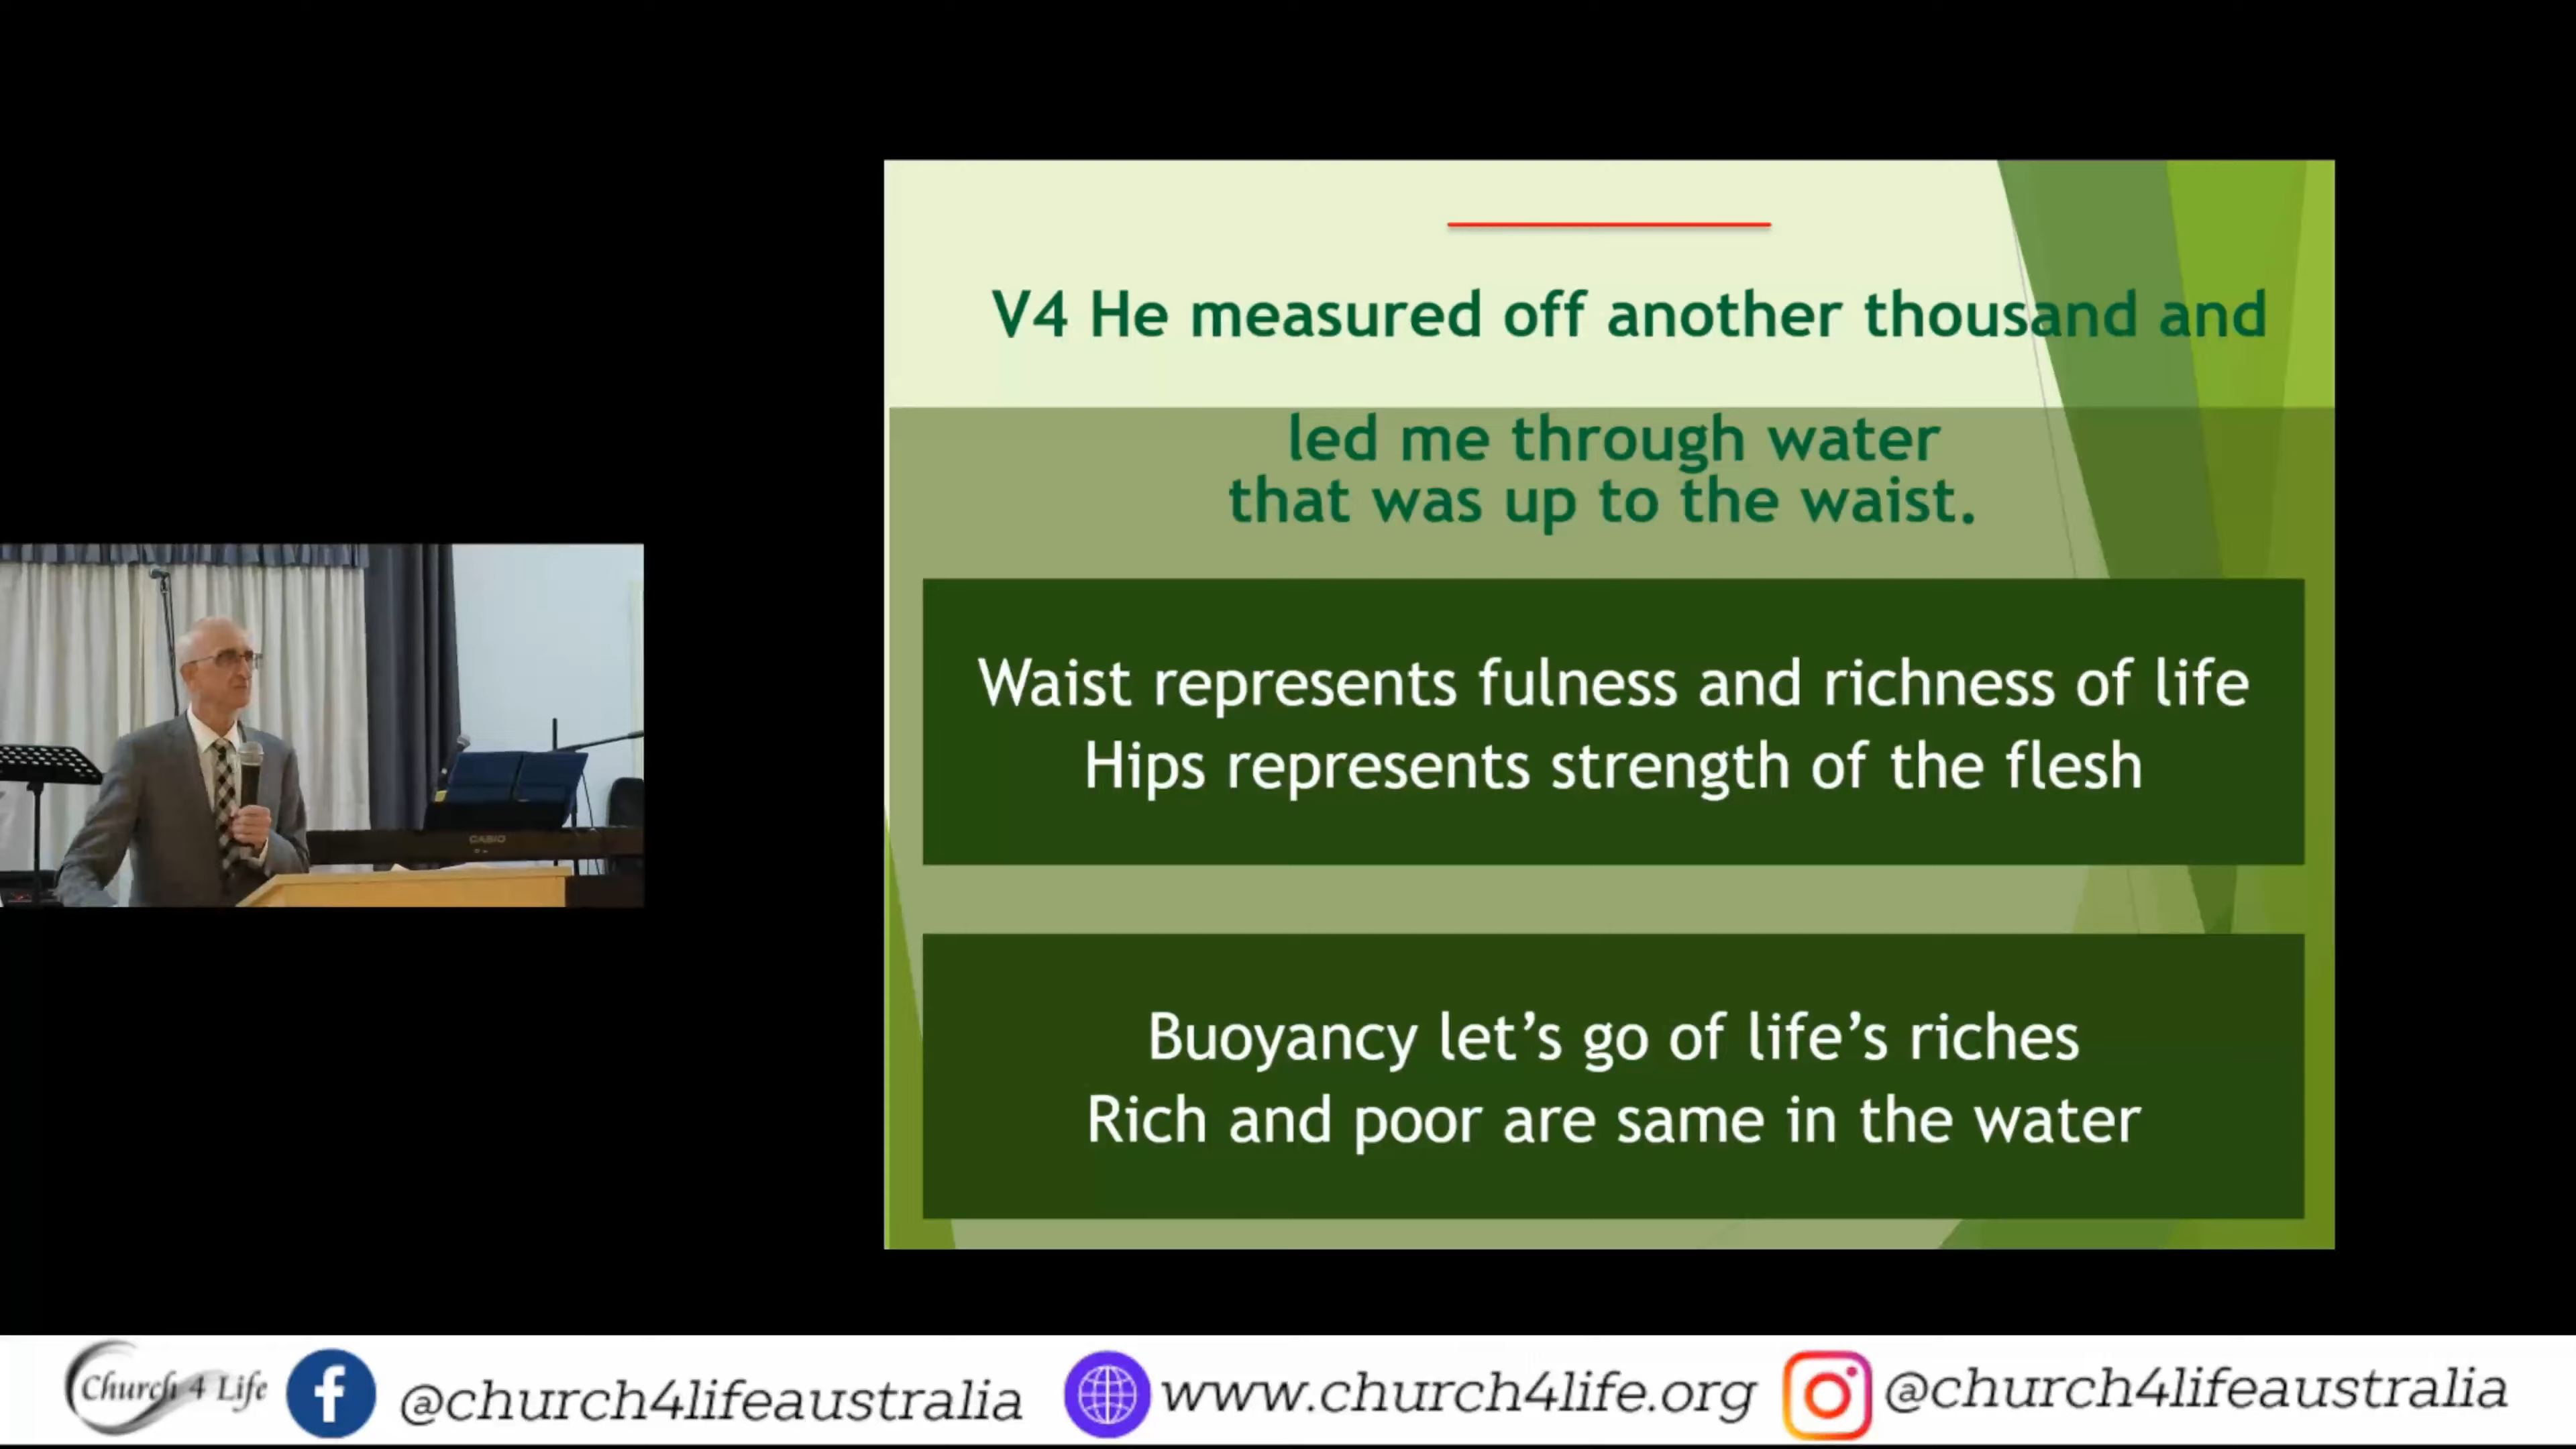 V4 He measured off another thousand and
led me through water
that was up to the waist.
Waist represents fulness and richness of life
Hips represents strength of the flesh
Buoyancy let’s go of life’s riches
Rich and poor are same in the water
CASIO
Church 4 Life
@church4lifeaustralia
www.church4life.org
@church4lifeaustralia